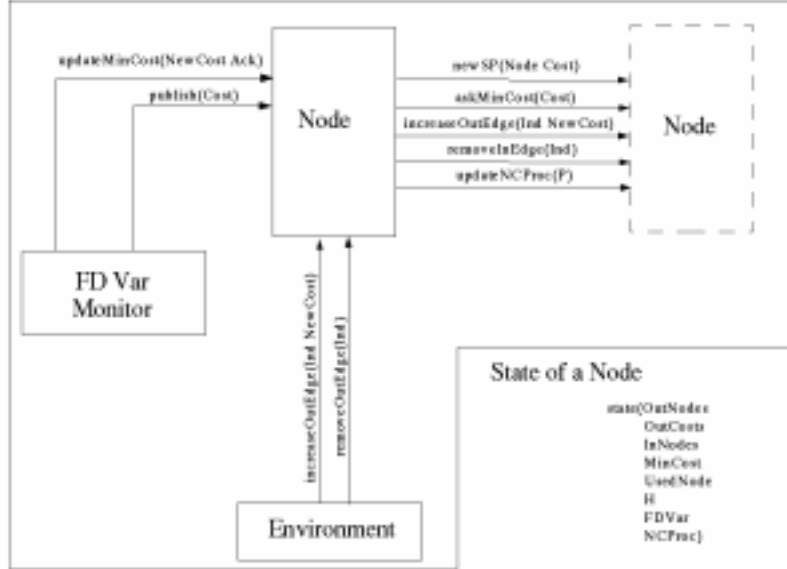 updateMinCost(NewCost Ack)
publish(Cost)
Node
newSP(Node Cost)
askMinCost(Cost)
increaseOutEdge(Ind NewCost)
removeInEdge(Ind)
updateNCProc(P)
Node
FD Var
Monitor
increaseOutEdge(Ind NewCost)
removeOutEdge(Ind)
Environment
State of a Node
state(OutNodes
OutCosts
InNodes
MinCost
UsedNode
H
FDVar
NCProc)